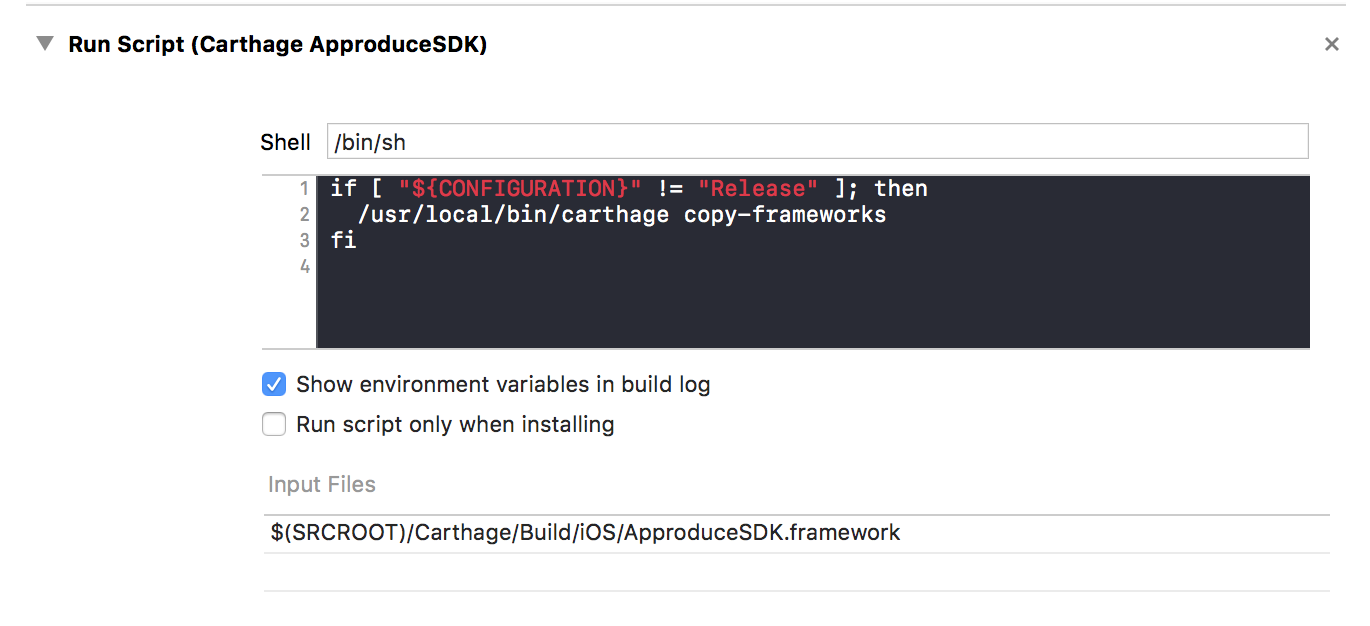 Run Script (Carthage ApproduceSDK)
Shell /bin/sh
1 if [ "${CONFIGURATION}" != "Release" ]; then
2   /usr/local/bin/carthage copy-frameworks
3 fi
4
Show environment variables in build log
Run script only when installing
Input Files
$(SRCROOT)/Carthage/Build/iOS/ApproduceSDK.framework